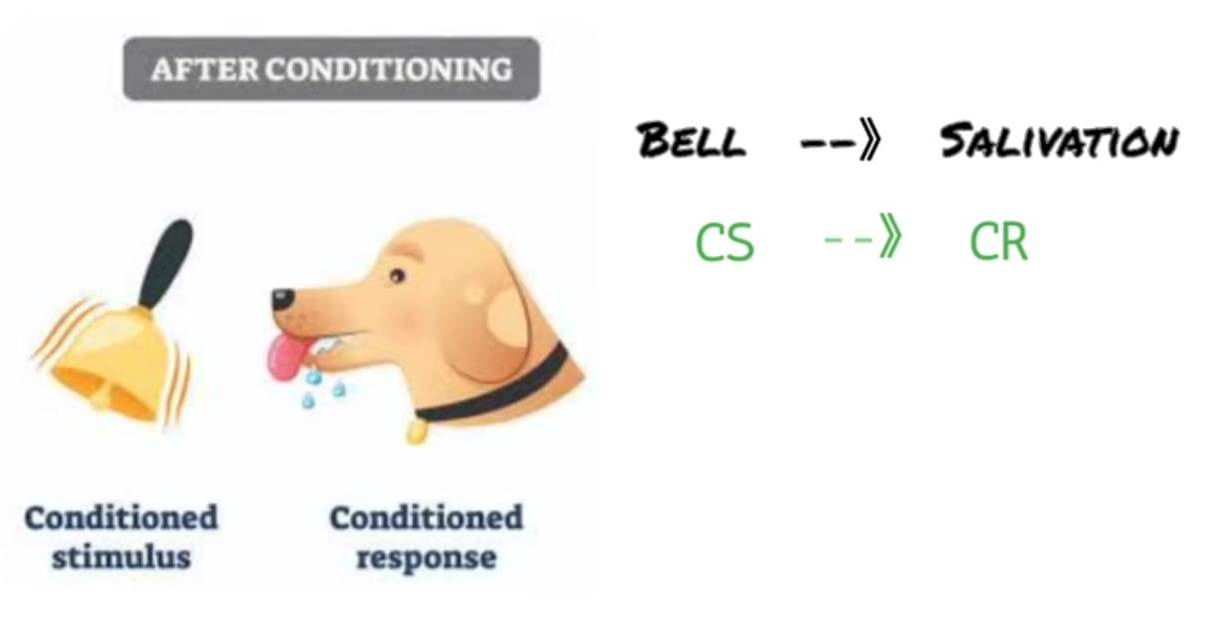 AFTER CONDITIONING
BELL --》 SALIVATION
CS --》 CR
Conditioned stimulus
Conditioned response